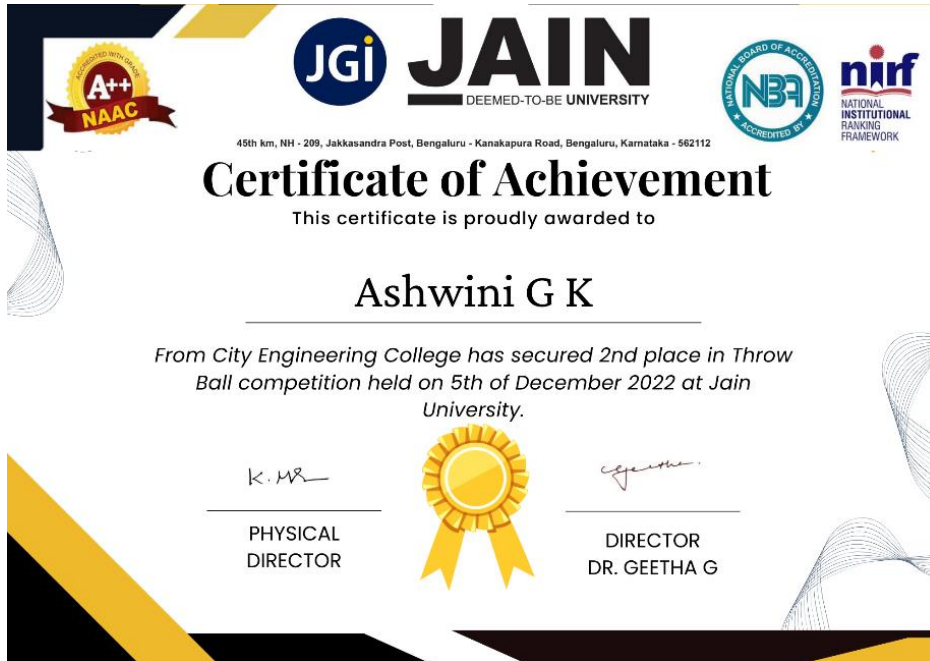 ACCREDITED WITH GRADE
A++
NAAC
JGi
JAIN
DEEMED-TO-BE UNIVERSITY
NATIONAL BOARD OF ACCREDITATION
NBA
ACCREDITED BY
nirf
NATIONAL
INSTITUTIONAL
RANKING
FRAMEWORK
45th km, NH - 209, Jakkasandra Post, Bengaluru - Kanakapura Road, Bengaluru, Karnataka - 562112
Certificate of Achievement
This certificate is proudly awarded to
Ashwini G K
From City Engineering College has secured 2nd place in Throw
Ball competition held on 5th of December 2022 at Jain
University.
Geetha.
PHYSICAL
DIRECTOR
DIRECTOR
DR. GEETHA G